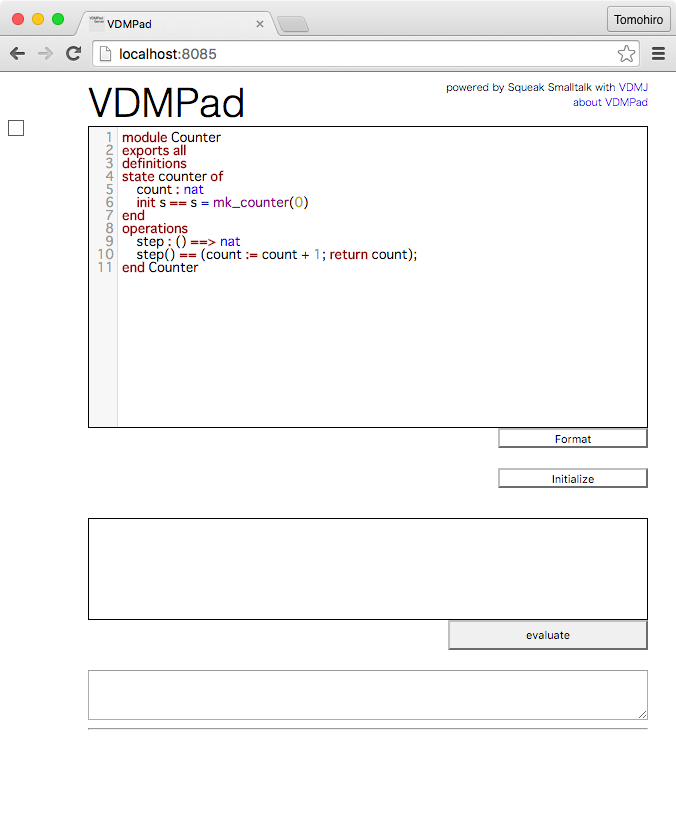 VDMPad
Tomohiro
localhost:8085
powered by Squeak Smalltalk with VDMJ
about VDMPad
VDMPad
1 module Counter
2 exports all
3 definitions
4 state counter of
5 count : nat
6 init s == s = mk_counter(0)
7 end
8 operations
9 step : () ==> nat
10 step() == (count := count + 1; return count);
11 end Counter
Format
Initialize
evaluate